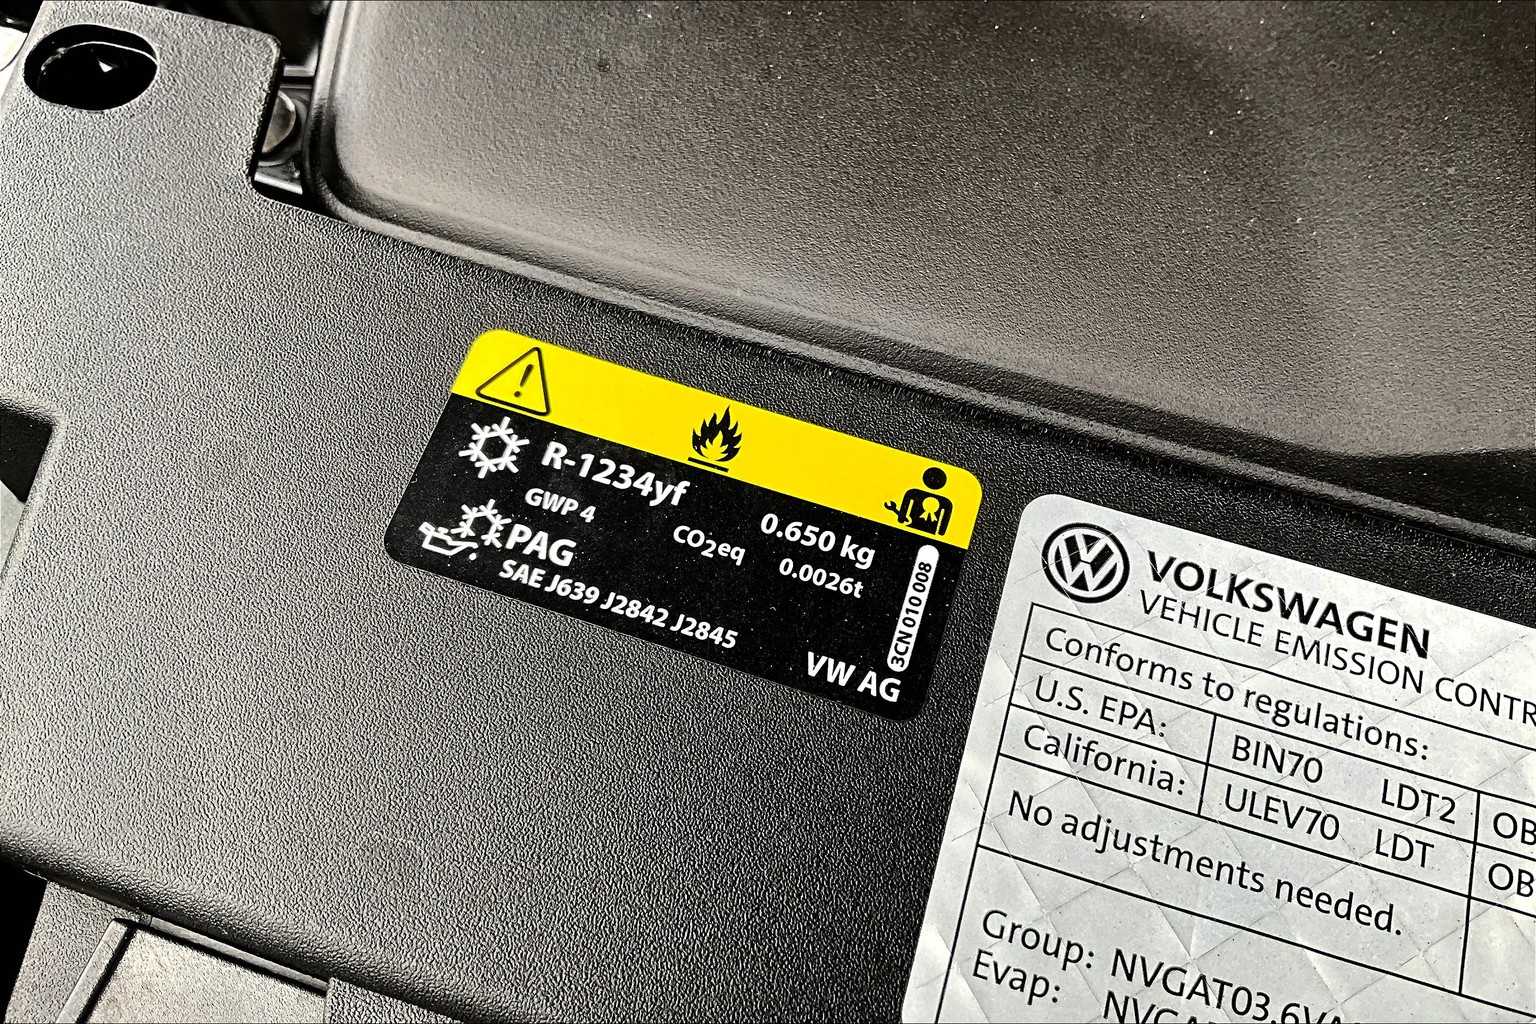 R-1234yf 0.650 kg
GWP 4 CO2eq 0.0026t
PAG
SAE J639 J2842 J2845
VW AG
3CN 010 008
VOLKSWAGEN
VEHICLE EMISSION
Conforms to regulations:
U.S. EPA: BIN70 LDT2
California: ULEV70 LDT
No adjustments needed.
Group:
Evap: